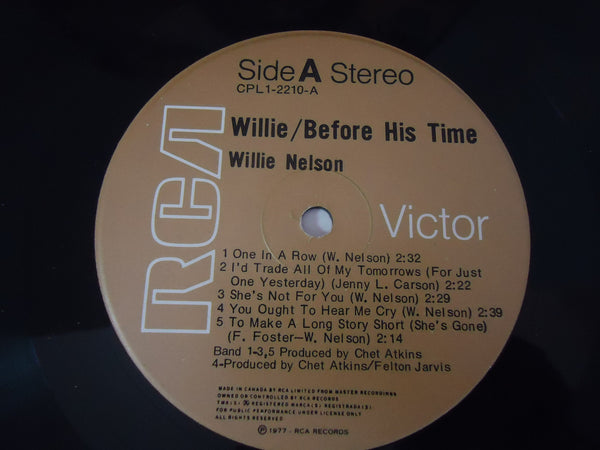 Side A Stereo
CPL1-2210-A
Willie/Before His Time
Willie Nelson
RCA
Victor
1 One In A Row (W. Nelson) 2:32
2 I'd Trade All Of My Tomorrows (For Just
One Yesterday) (Jenny L. Carson) 2:22
3 She's Not For You (W. Nelson) 2:29
4 You Ought To Hear Me Cry (W. Nelson) 2:39
5 To Make A Long Story Short (She's Gone)
(F. Foster—W. Nelson) 2:14
Band 1-3,5 Produced by Chet Atkins
4-Produced by Chet Atkins/Felton Jarvis
MADE IN CANADA BY RCA LIMITED FROM MASTER RECORDINGS
OWNED OR CONTROLLED BY RCA RECORDS
TMK(S) ® REGISTERED MARCA(S) REGISTRADA(S)
FOR PUBLIC PERFORMANCE UNDER LICENSE ONLY
ALL RIGHTS RESERVED
℗ 1977 - RCA RECORDS